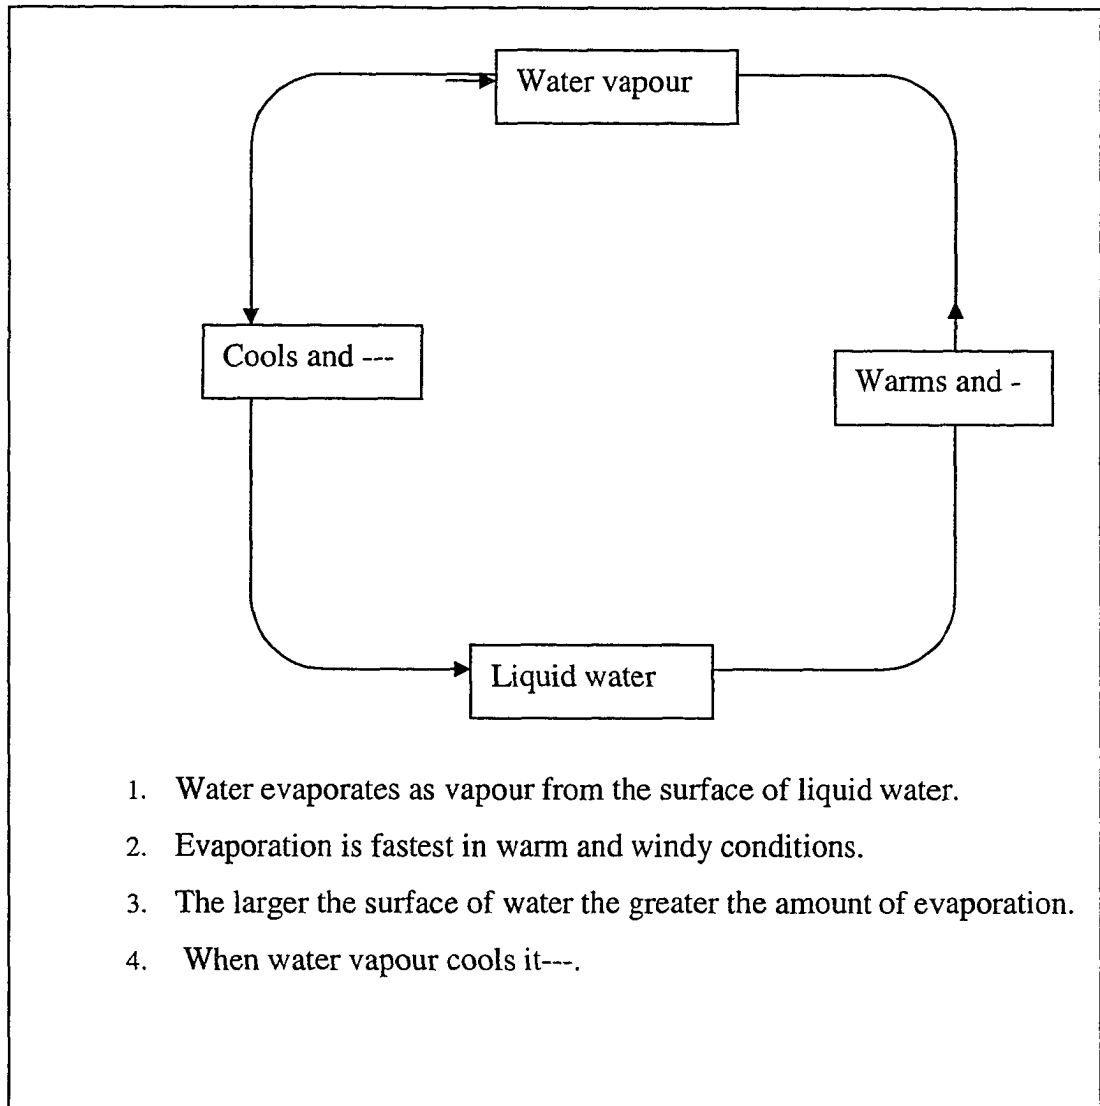 Water vapour
Cools and ---
Warms and -
Liquid water
1. Water evaporates as vapour from the surface of liquid water.
2. Evaporation is fastest in warm and windy conditions.
3. The larger the surface of water the greater the amount of evaporation.
4. When water vapour cools it---.